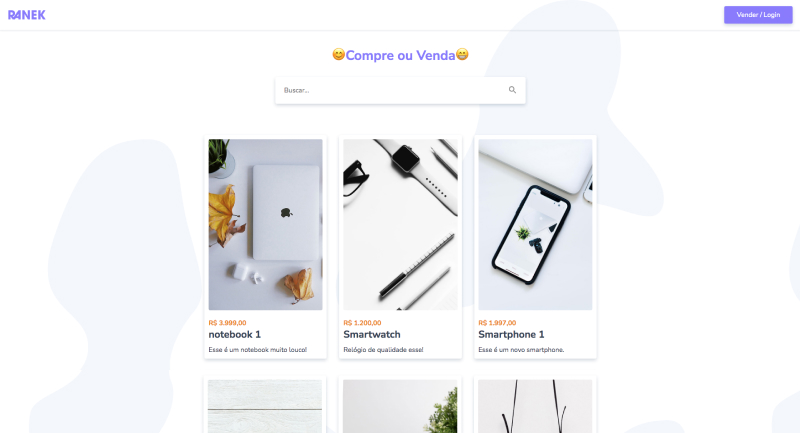 RANEK
Vender / Login
😊Compre ou Venda😁
Buscar...
R$ 3.999,00
notebook 1
Esse é um notebook muito louco!
R$ 1.200,00
Smartwatch
Relógio de qualidade esse!
R$ 1.997,00
Smartphone 1
Esse é um novo smartphone.